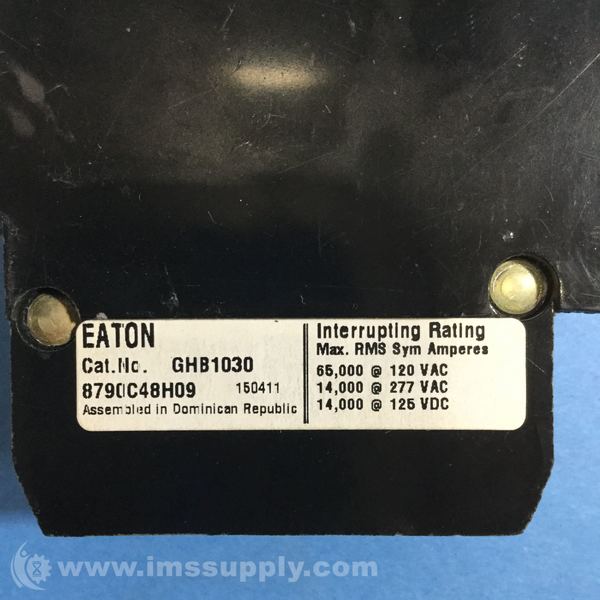 EATON
Cat.No. GHB1030
8790C48H09 150411
Assembled in Dominican Republic
Interrupting Rating
Max. RMS Sym Amperes
65,000 @ 120 VAC
14,000 @ 277 VAC
14,000 @ 125 VDC
www.imssupply.com